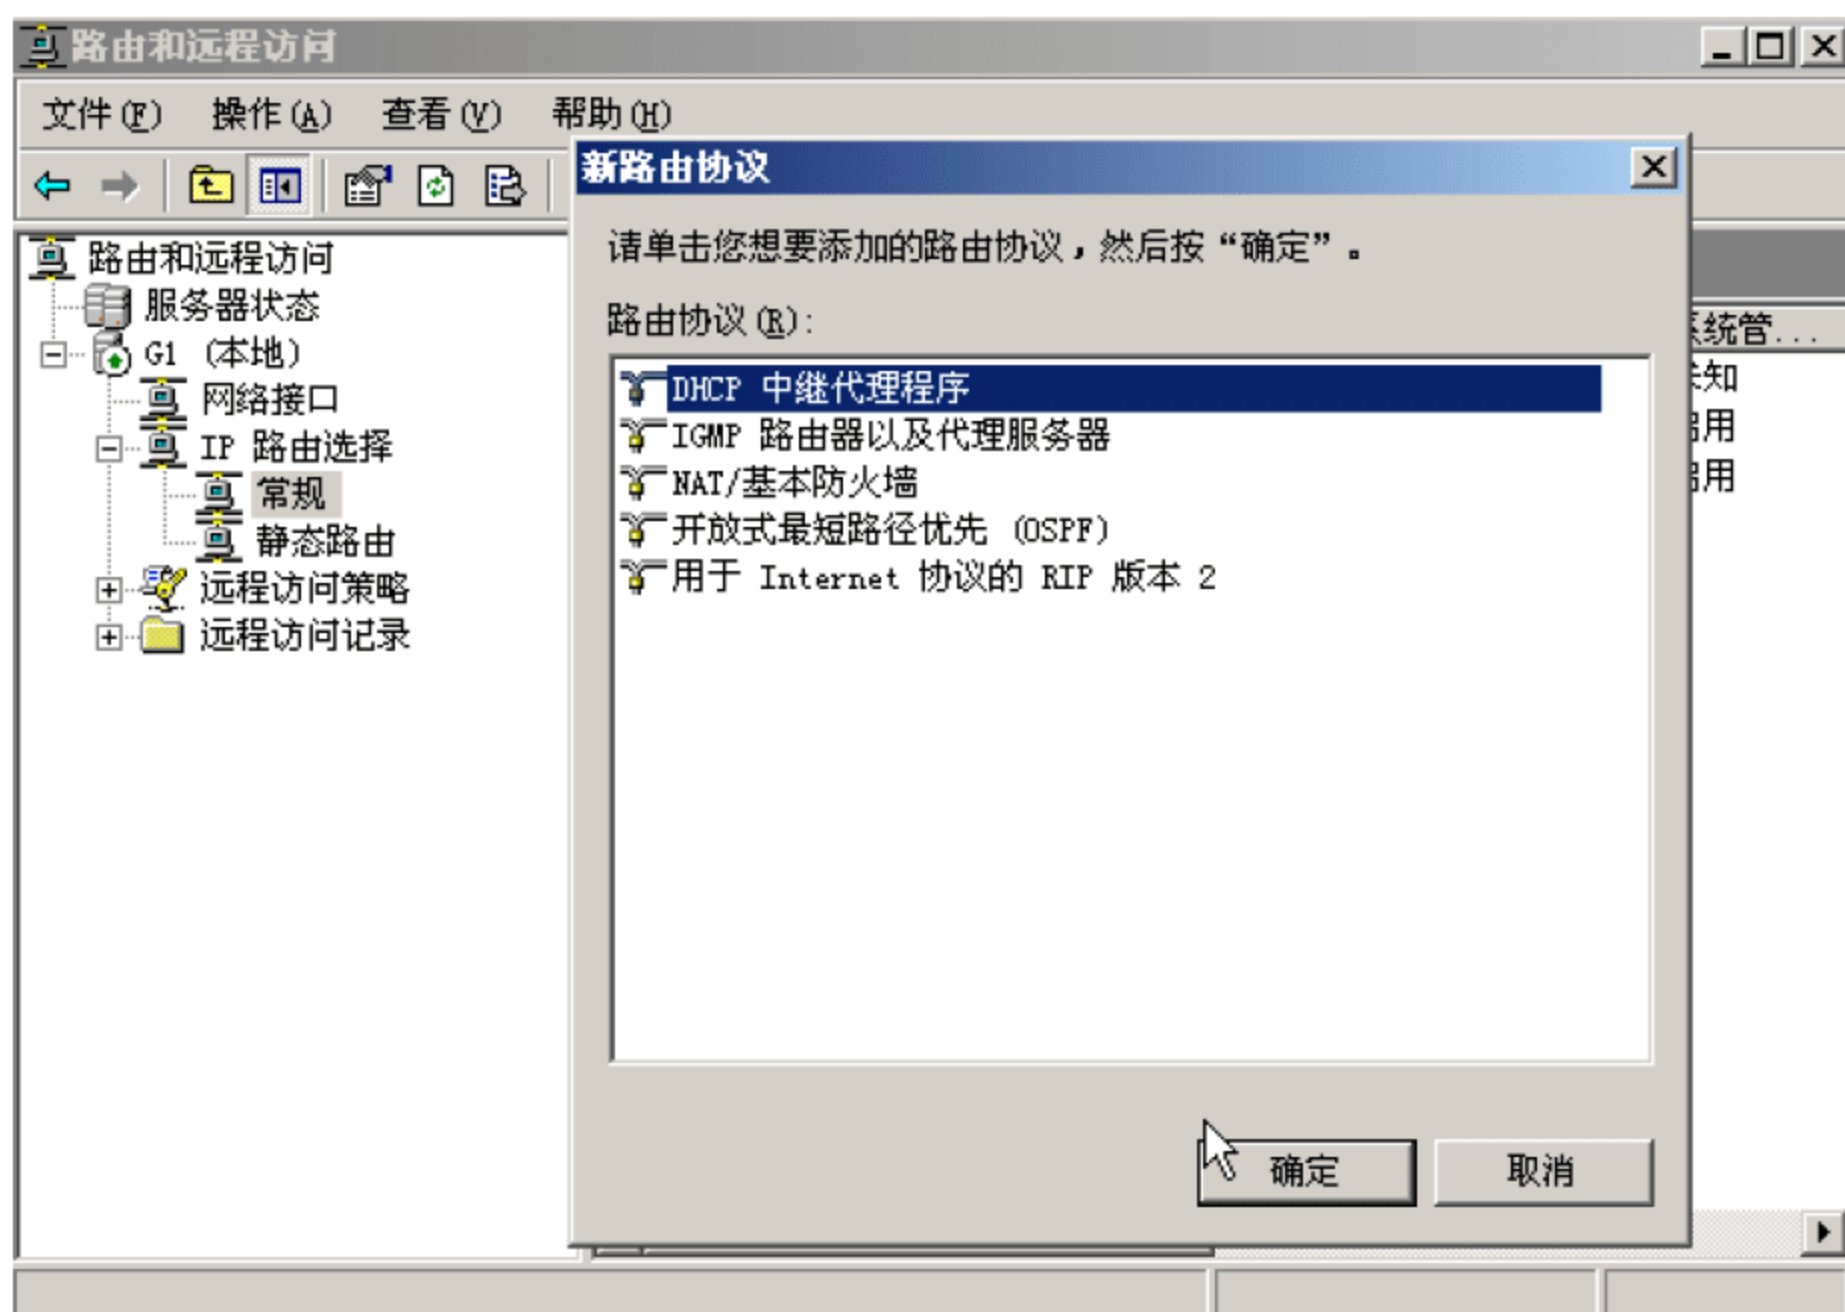 路由和远程访问
文件(F) 操作(A) 查看(V) 帮助(H)
新路由协议
请单击您想要添加的路由协议，然后按“确定”。
路由协议(R):
DHCP 中继代理程序
IGMP 路由器以及代理服务器
NAT/基本防火墙
开放式最短路径优先 (OSPF)
用于 Internet 协议的 RIP 版本 2
确定 取消
路由和远程访问
服务器状态
G1 (本地)
网络接口
IP 路由选择
常规
静态路由
远程访问策略
远程访问记录
统管...
知
用
用